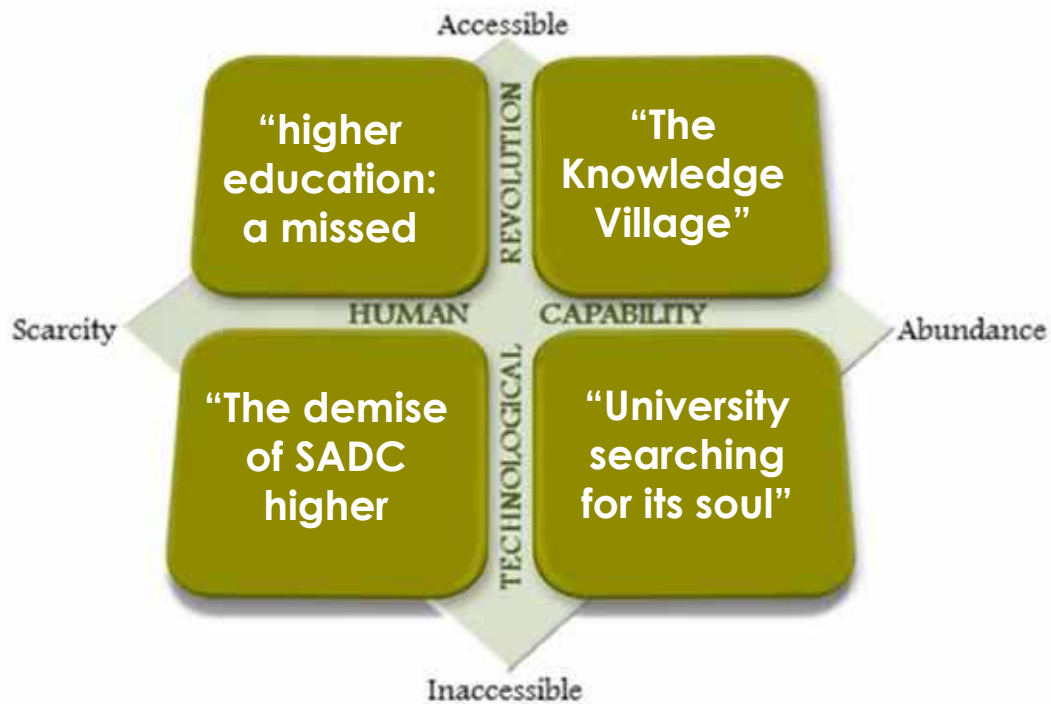 Accessible
“higher
education:
a missed
“The
Knowledge
Village”
TECHNOLOGICAL REVOLUTION
Scarcity
HUMAN CAPABILITY
Abundance
“The demise
of SADC
higher
“University
searching
for its soul”
Inaccessible